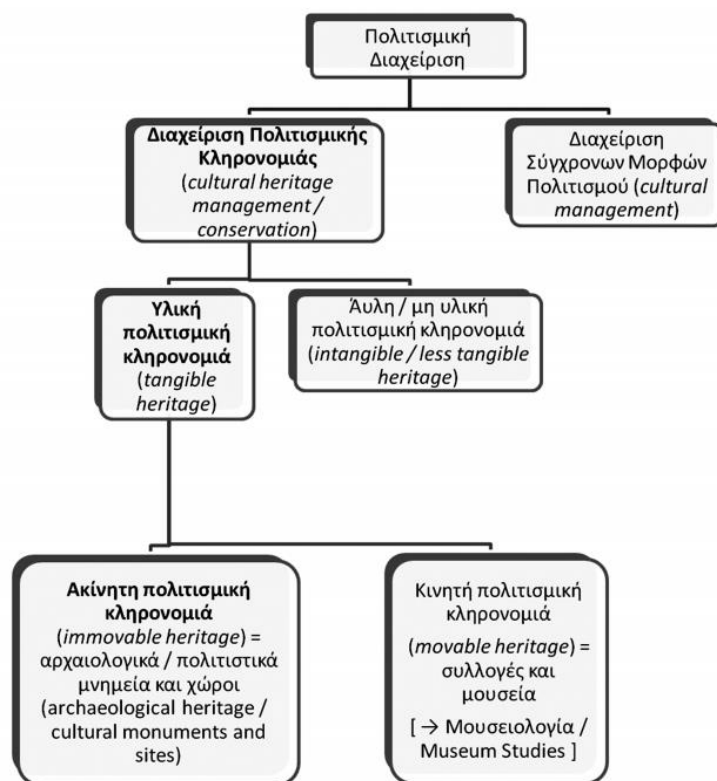 Πολιτισμική
Διαχείριση
Διαχείριση Πολιτισμικής
Κληρονομιάς
(cultural heritage
management /
conservation)
Διαχείριση
Σύγχρονων Μορφών
Πολιτισμού (cultural
management)
Υλική
πολιτισμική
κληρονομιά
(tangible
heritage)
Άυλη / μη υλική
πολιτισμική κληρονομιά
(intangible / less tangible
heritage)
Ακίνητη πολιτισμική
κληρονομιά
(immovable heritage) =
αρχαιολογικά / πολιτιστικά
μνημεία και χώροι
(archaeological heritage /
cultural monuments and
sites)
Κινητή πολιτισμική
κληρονομιά
(movable heritage) =
συλλογές και
μουσεία
[ → Μουσειολογία /
Museum Studies ]